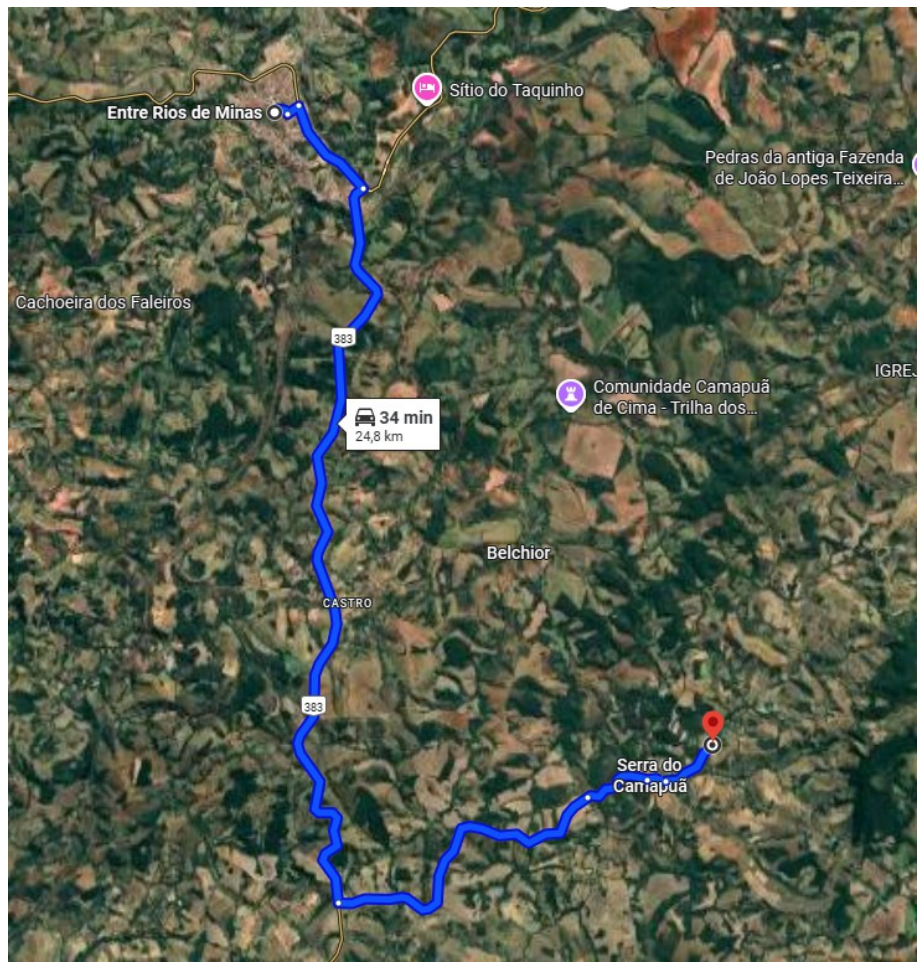 Sítio do Taquinho
Entre Rios de Minas
Pedras da antiga Fazenda
de João Lopes Teixeira...
Cachoeira dos Faleiros
383
IGREJ
Comunidade Camapuã
de Cima - Trilha dos...
34 min
24,8 km
Belchior
CASTRO
383
Serra do
Camapuã